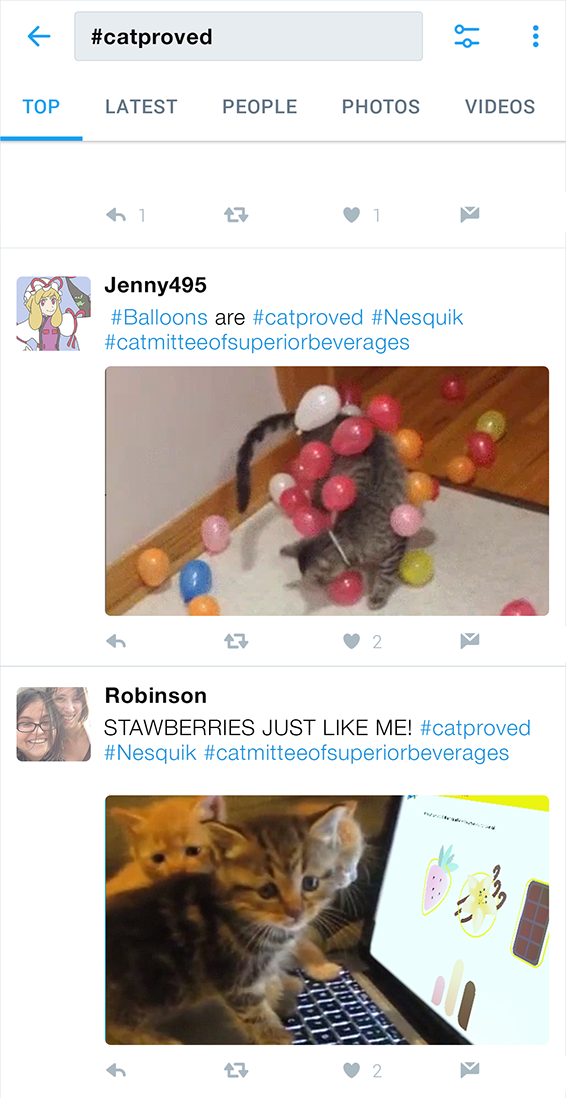 #catproved
TOP LATEST PEOPLE PHOTOS VIDEOS
1 1
Jenny495
#Balloons are #catproved #Nesquik
#catmitteeofsuperiorbeverages
2
Robinson
STAWBERRIES JUST LIKE ME! #catproved
#Nesquik #catmitteeofsuperiorbeverages
2